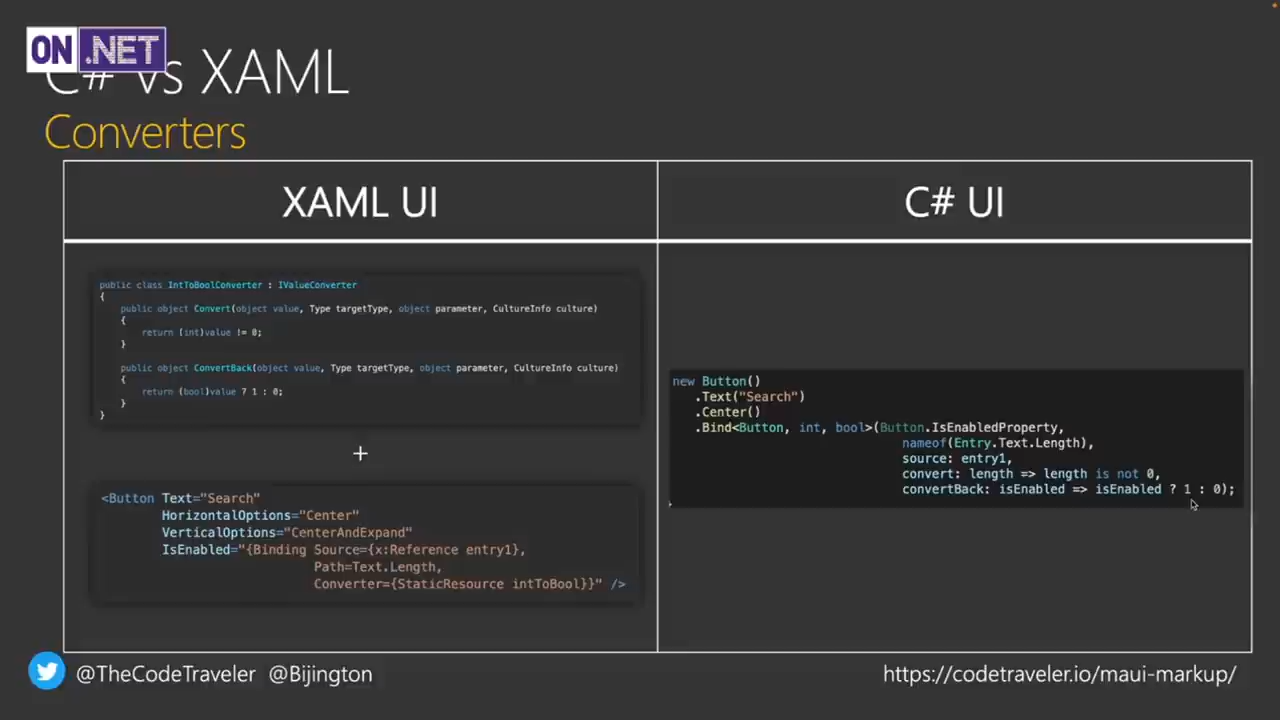 ON .NET
C# vs XAML
Converters
XAML UI
C# UI
public class IntToBoolConverter : IValueConverter
{
public object Convert(object value, Type targetType, object parameter, CultureInfo culture)
{
return (int)value != 0;
}
public object ConvertBack(object value, Type targetType, object parameter, CultureInfo culture)
{
return (bool)value ? 1 : 0;
}
}
+
<Button Text="Search"
HorizontalOptions="Center"
VerticalOptions="CenterAndExpand"
IsEnabled="{Binding Source={x:Reference entry1},
Path=Text.Length,
Converter={StaticResource intToBool}}" />
new Button()
.Text("Search")
.Center()
.Bind<Button, int, bool>(Button.IsEnabledProperty,
nameof(Entry.Text.Length),
source: entry1,
convert: length => length is not 0,
convertBack: isEnabled => isEnabled ? 1 : 0);
@TheCodeTraveler @Bijington
https://codetraveler.io/maui-markup/